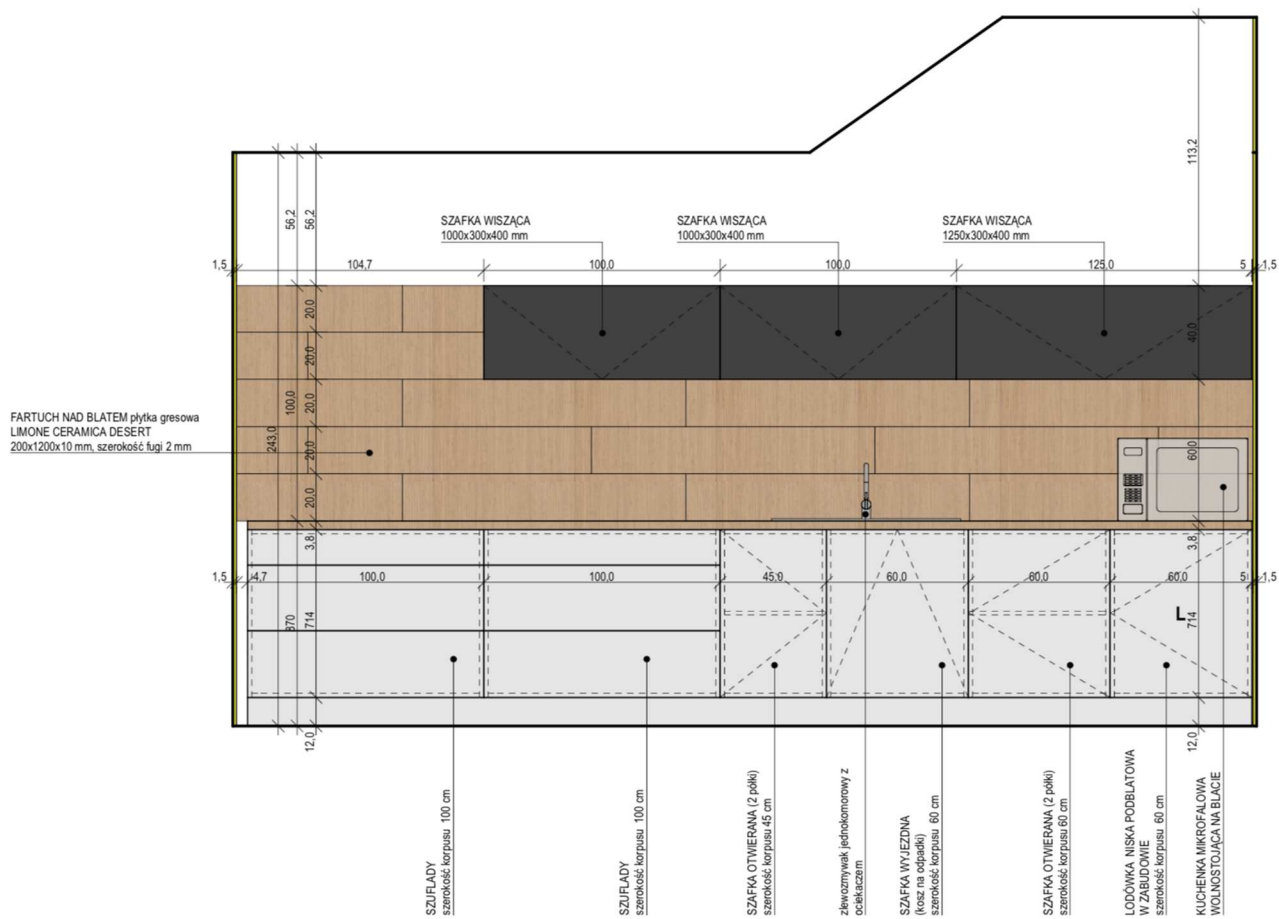 113,2
56,2
56,2
SZAFKA WISZĄCA
1000x300x400 mm
SZAFKA WISZĄCA
1000x300x400 mm
SZAFKA WISZĄCA
1250x300x400 mm
1,5
104,7
100,0
100,0
125,0
5
1,5
20,0
20,0
40,0
100,0
20,0
FARTUCH NAD BLATEM płytka gresowa
LIMONE CERAMICA DESERT
200x1200x10 mm, szerokość fugi 2 mm
243,0
20,0
60,0
20,0
3,8
3,8
1,5
4,7
100,0
100,0
45,0
60,0
60,0
60,0
5
1,5
870
714
L
714
12,0
12,0
SZUFLADY
szerokość korpusu 100 cm
SZUFLADY
szerokość korpusu 100 cm
SZAFKA OTWIERANA (2 półki)
szerokość korpusu 45 cm
zlewozmywak jednokomorowy z
ociekaczem
SZAFKA WYJEZDNA
(kosz na odpadki)
szerokość korpusu 60 cm
SZAFKA OTWIERANA (2 półki)
szerokość korpusu 60 cm
LODÓWKA NISKA PODBLATOWA
W ZABUDOWIE
szerokość korpusu 60 cm
KUCHENKA MIKROFALOWA
WOLNOSTOJĄCA NA BLACIE